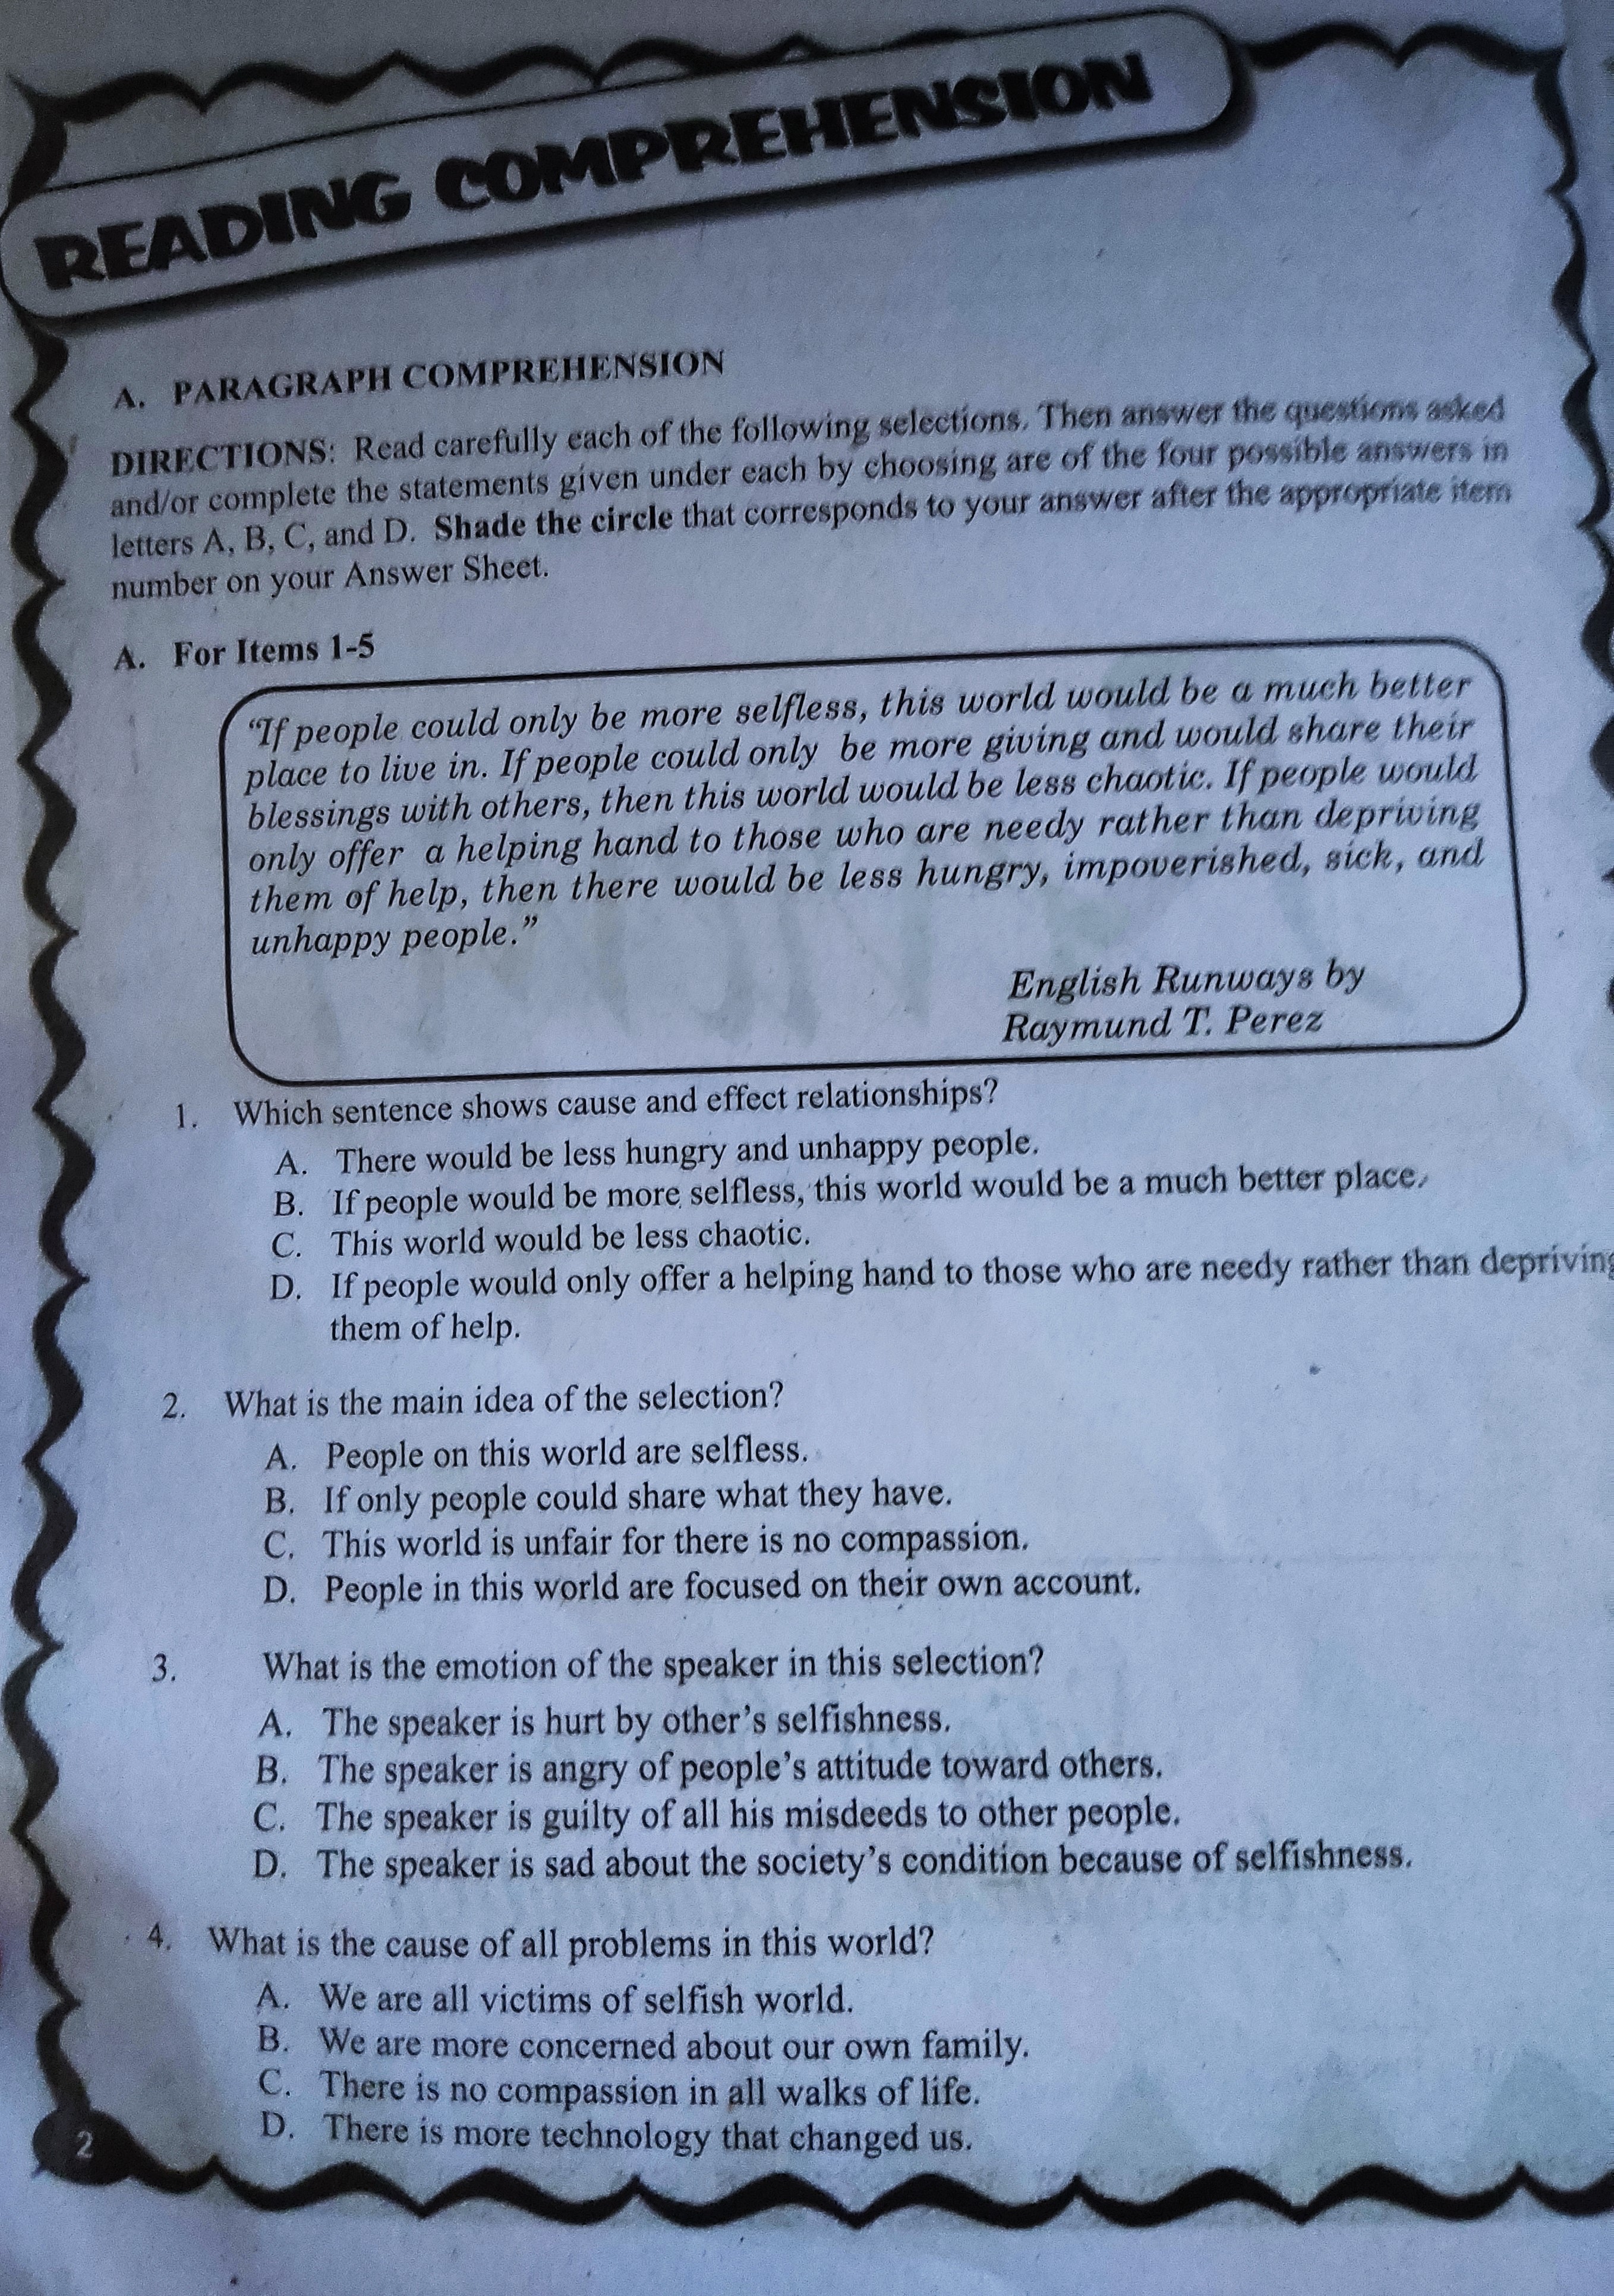 READING COMPREHENSION
A. PARAGRAPH COMPREHENSION
DIRECTIONS: Read carefully each of the following selections. Then answer the questions asked
and/or complete the statements given under each by choosing are of the four possible answers in
letters A, B, C, and D. Shade the circle that corresponds to your answer after the appropriate item
number on your Answer Sheet.
A. For Items 1-5
“If people could only be more selfless, this world would be a much better
place to live in. If people could only be more giving and would share their
blessings with others, then this world would be less chaotic. If people would
only offer a helping hand to those who are needy rather than depriving
them of help, then there would be less hungry, impoverished, sick, and
unhappy people.”
English Runways by
Raymund T. Perez
1. Which sentence shows cause and effect relationships?
A. There would be less hungry and unhappy people.
B. If people would be more selfless, this world would be a much better place.
C. This world would be less chaotic.
D. If people would only offer a helping hand to those who are needy rather than depriving
them of help.
2. What is the main idea of the selection?
A. People on this world are selfless.
B. If only people could share what they have.
C. This world is unfair for there is no compassion.
D. People in this world are focused on their own account.
3. What is the emotion of the speaker in this selection?
A. The speaker is hurt by other’s selfishness.
B. The speaker is angry of people’s attitude toward others.
C. The speaker is guilty of all his misdeeds to other people.
D. The speaker is sad about the society’s condition because of selfishness.
4. What is the cause of all problems in this world?
A. We are all victims of selfish world.
B. We are more concerned about our own family.
C. There is no compassion in all walks of life.
D. There is more technology that changed us.
2